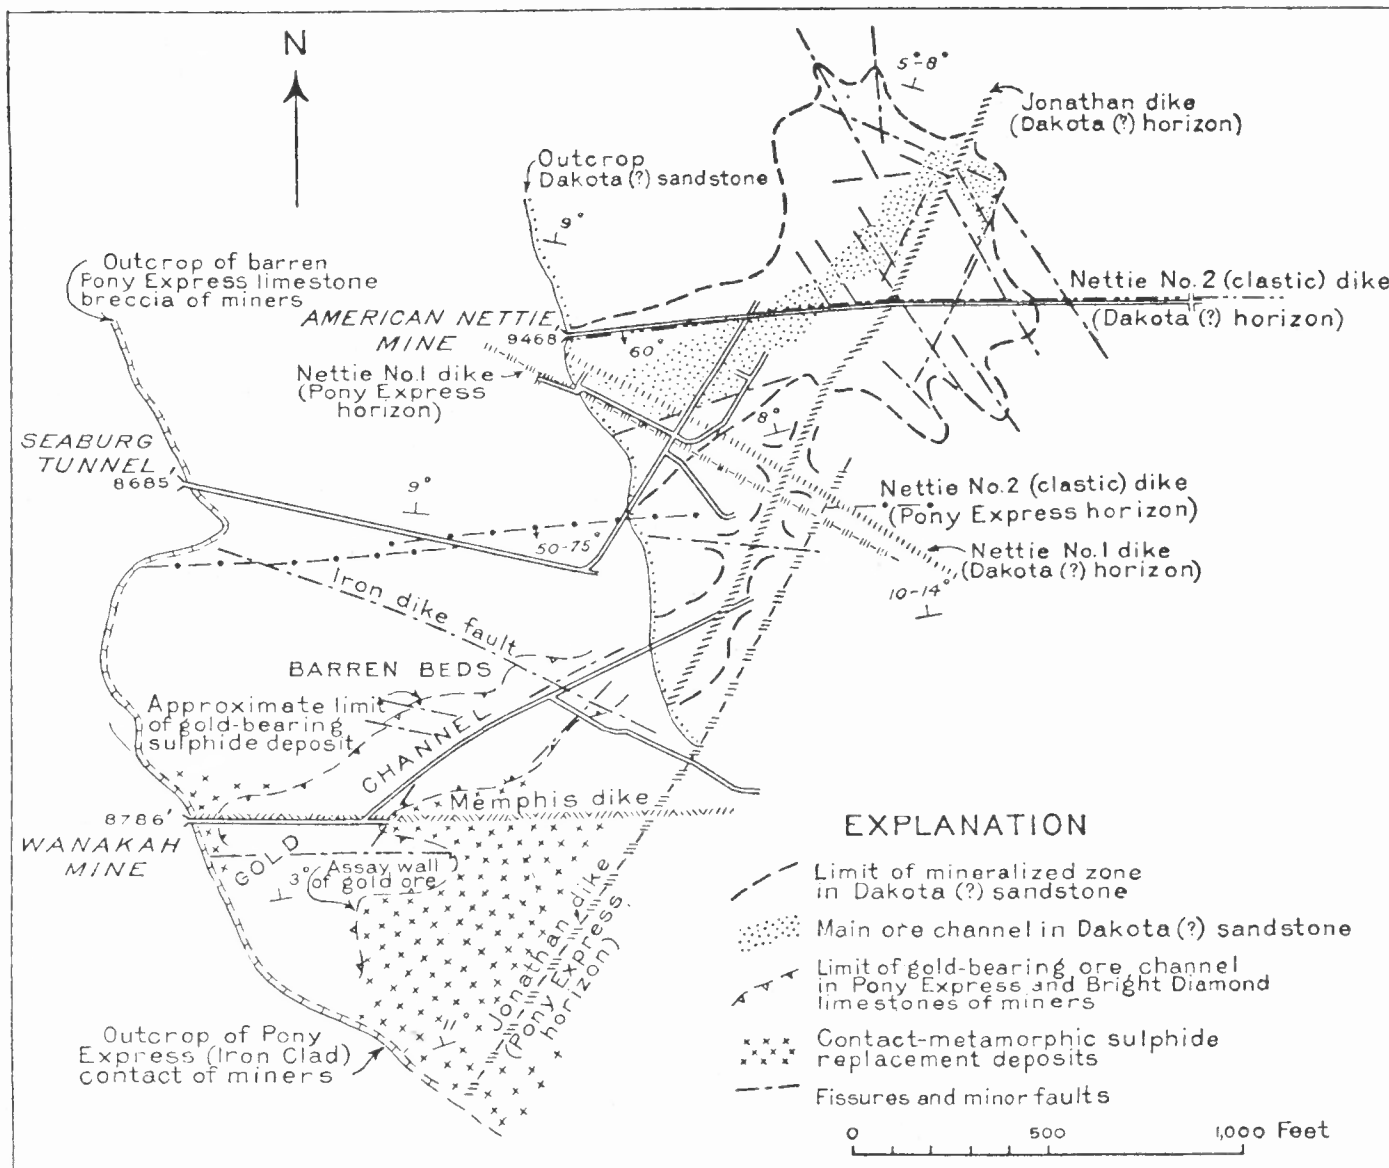 N
5°-8°
Jonathan dike
(Dakota (?) horizon)
Outcrop
Dakota (?) sandstone
9°
Outcrop of barren
Pony Express limestone
breccia of miners
Nettie No. 2 (clastic) dike
(Dakota (?) horizon)
AMERICAN NETTIE
MINE
9468'
60°
Nettie No. 1 dike
(Pony Express
horizon)
8°
SEABURG
TUNNEL
8685'
9°
Nettie No. 2 (clastic) dike
(Pony Express horizon)
50-75°
Nettie No. 1 dike
(Dakota (?) horizon)
10-14°
Iron dike fault
BARREN BEDS
Approximate limit
of gold-bearing
sulphide deposit
GOLD CHANNEL
Memphis dike
8786'
WANAKAH
MINE
3°
Assay wall
of gold ore
Jonathan dike
(Pony Express
horizon)
11°
Outcrop of Pony
Express (Iron Clad)
contact of miners
EXPLANATION
Limit of mineralized zone
in Dakota (?) sandstone
Main ore channel in Dakota (?) sandstone
Limit of gold-bearing ore channel
in Pony Express and Bright Diamond
limestones of miners
Contact-metamorphic sulphide
replacement deposits
Fissures and minor faults
0 500 1,000 Feet